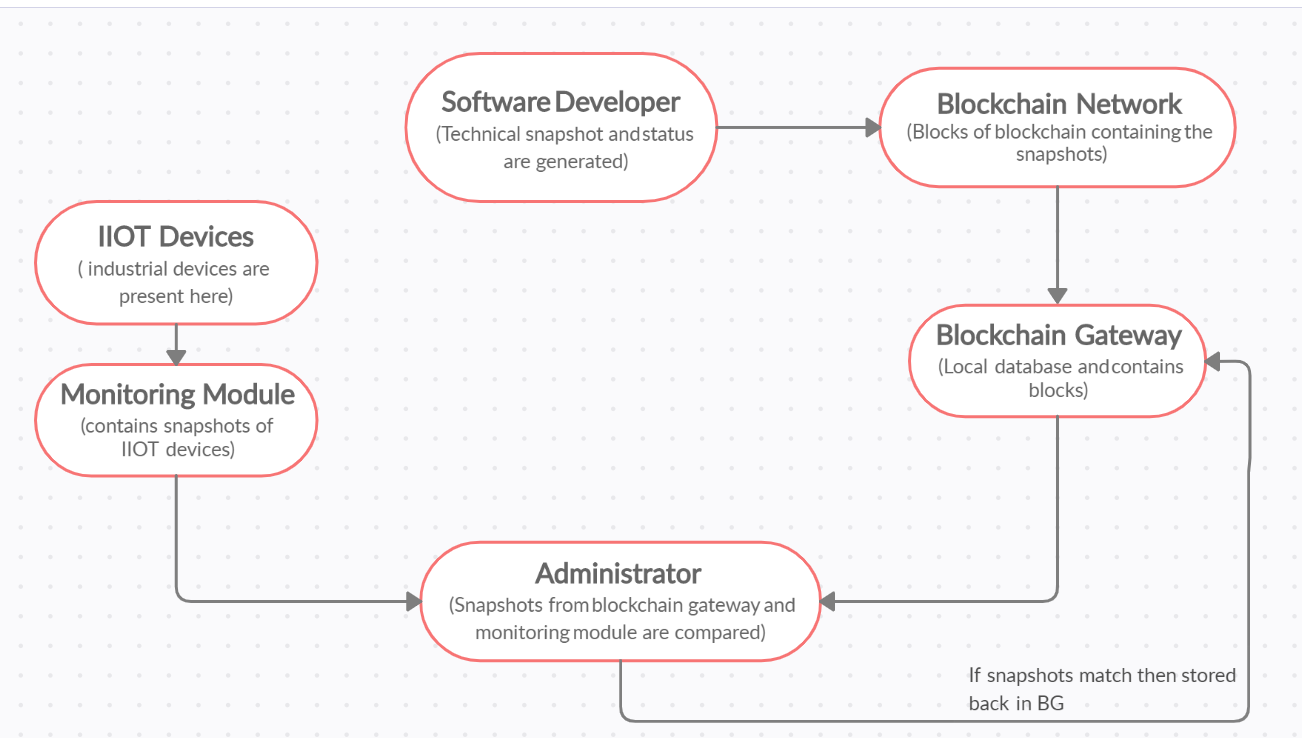 Software Developer
(Technical snapshot and status
are generated)
Blockchain Network
(Blocks of blockchain containing the
snapshots)
IIOT Devices
( industrial devices are
present here)
Monitoring Module
(contains snapshots of
IIOT devices)
Blockchain Gateway
(Local database and contains
blocks)
Administrator
(Snapshots from blockchain gateway and
monitoring module are compared)
If snapshots match then stored
back in BG